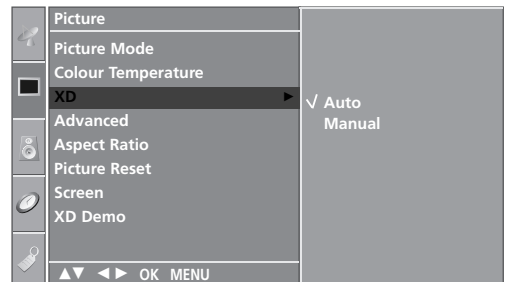 Picture
Picture Mode
Colour Temperature
XD ►
Advanced
Aspect Ratio
Picture Reset
Screen
XD Demo
√ Auto
Manual
▲▼ ◄► OK MENU